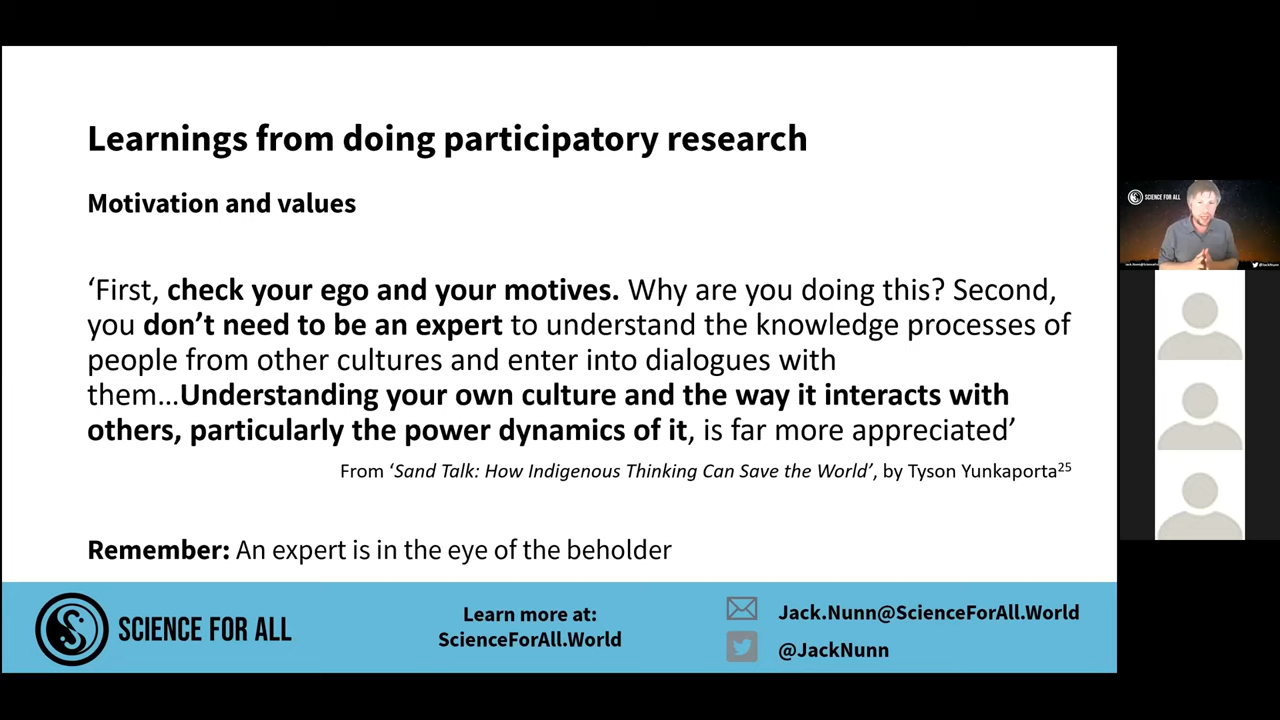 Learnings from doing participatory research
Motivation and values
‘First, check your ego and your motives. Why are you doing this? Second,
you don’t need to be an expert to understand the knowledge processes of
people from other cultures and enter into dialogues with
them…Understanding your own culture and the way it interacts with
others, particularly the power dynamics of it, is far more appreciated’
From ‘Sand Talk: How Indigenous Thinking Can Save the World’, by Tyson Yunkaporta25
Remember: An expert is in the eye of the beholder
SCIENCE FOR ALL
Learn more at:
ScienceForAll.World
Jack.Nunn@ScienceForAll.World
@JackNunn
SCIENCE FOR ALL
@JackNunn